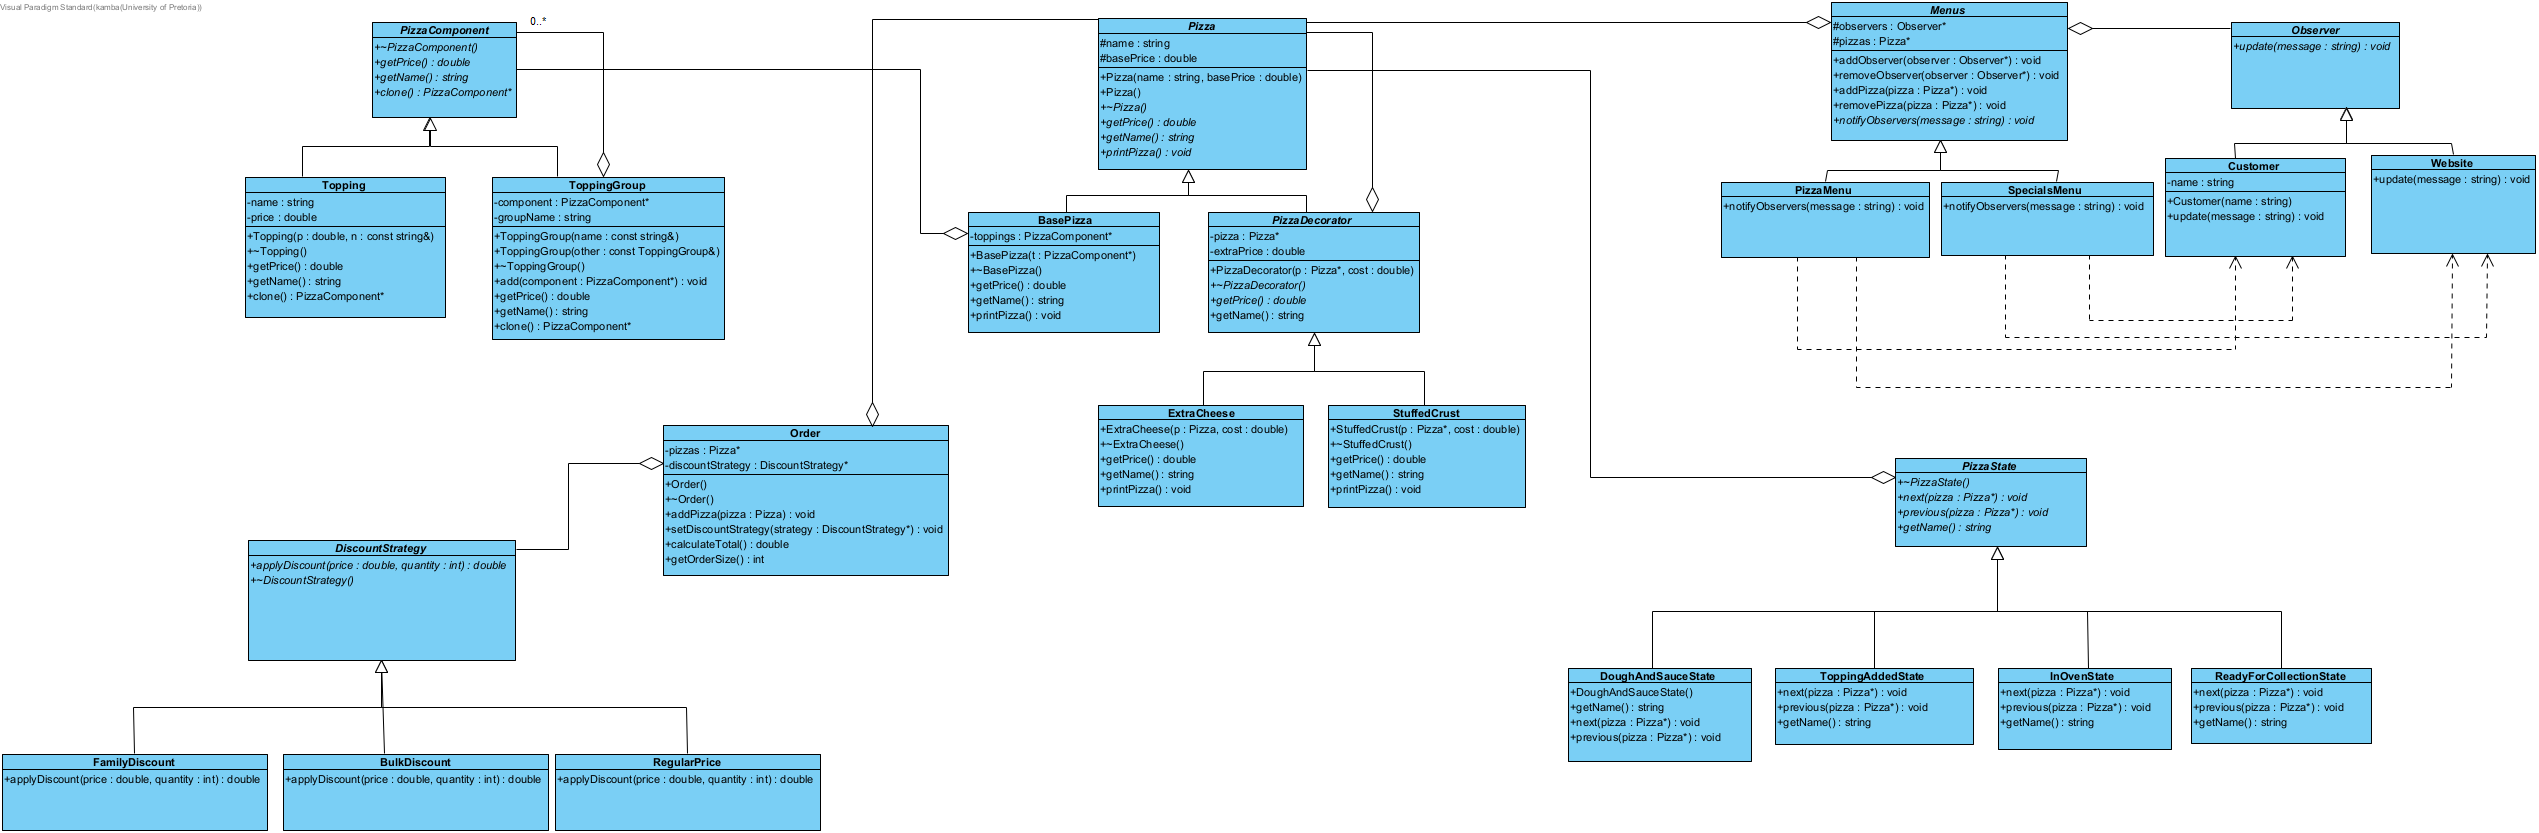 Visual Paradigm Standard(kamba(University of Pretoria))
PizzaComponent
+~PizzaComponent()
+getPrice() : double
+getName() : string
+clone() : PizzaComponent*
0..*
Topping
-name : string
-price : double
+Topping(p : double, n : const string&)
+~Topping()
+getPrice() : double
+getName() : string
+clone() : PizzaComponent*
ToppingGroup
-component : PizzaComponent*
-groupName : string
+ToppingGroup(name : const string&)
+ToppingGroup(other : const ToppingGroup&)
+~ToppingGroup()
+add(component : PizzaComponent*) : void
+getPrice() : double
+getName() : string
+clone() : PizzaComponent*
Pizza
#name : string
#basePrice : double
+Pizza(name : string, basePrice : double)
+Pizza()
+~Pizza()
+getPrice() : double
+getName() : string
+printPizza() : void
BasePizza
-toppings : PizzaComponent*
+BasePizza(t : PizzaComponent*)
+~BasePizza()
+getPrice() : double
+getName() : string
+printPizza() : void
PizzaDecorator
-pizza : Pizza*
-extraPrice : double
+PizzaDecorator(p : Pizza*, cost : double)
+~PizzaDecorator()
+getPrice() : double
+getName() : string
ExtraCheese
+ExtraCheese(p : Pizza, cost : double)
+~ExtraCheese()
+getPrice() : double
+getName() : string
+printPizza() : void
StuffedCrust
+StuffedCrust(p : Pizza*, cost : double)
+~StuffedCrust()
+getPrice() : double
+getName() : string
+printPizza() : void
Menus
#observers : Observer*
#pizzas : Pizza*
+addObserver(observer : Observer*) : void
+removeObserver(observer : Observer*) : void
+addPizza(pizza : Pizza*) : void
+removePizza(pizza : Pizza*) : void
+notifyObservers(message : string) : void
Observer
+update(message : string) : void
PizzaMenu
+notifyObservers(message : string) : void
SpecialsMenu
+notifyObservers(message : string) : void
Customer
-name : string
+Customer(name : string)
+update(message : string) : void
Website
+update(message : string) : void
Order
-pizzas : Pizza*
-discountStrategy : DiscountStrategy*
+Order()
+~Order()
+addPizza(pizza : Pizza) : void
+setDiscountStrategy(strategy : DiscountStrategy*) : void
+calculateTotal() : double
+getOrderSize() : int
DiscountStrategy
+applyDiscount(price : double, quantity : int) : double
+~DiscountStrategy()
FamilyDiscount
+applyDiscount(price : double, quantity : int) : double
BulkDiscount
+applyDiscount(price : double, quantity : int) : double
RegularPrice
+applyDiscount(price : double, quantity : int) : double
PizzaState
+~PizzaState()
+next(pizza : Pizza*) : void
+previous(pizza : Pizza*) : void
+getName() : string
DoughAndSauceState
+DoughAndSauceState()
+getName() : string
+next(pizza : Pizza*) : void
+previous(pizza : Pizza*) : void
ToppingAddedState
+next(pizza : Pizza*) : void
+previous(pizza : Pizza*) : void
+getName() : string
InOvenState
+next(pizza : Pizza*) : void
+previous(pizza : Pizza*) : void
+getName() : string
ReadyForCollectionState
+next(pizza : Pizza*) : void
+previous(pizza : Pizza*) : void
+getName() : string